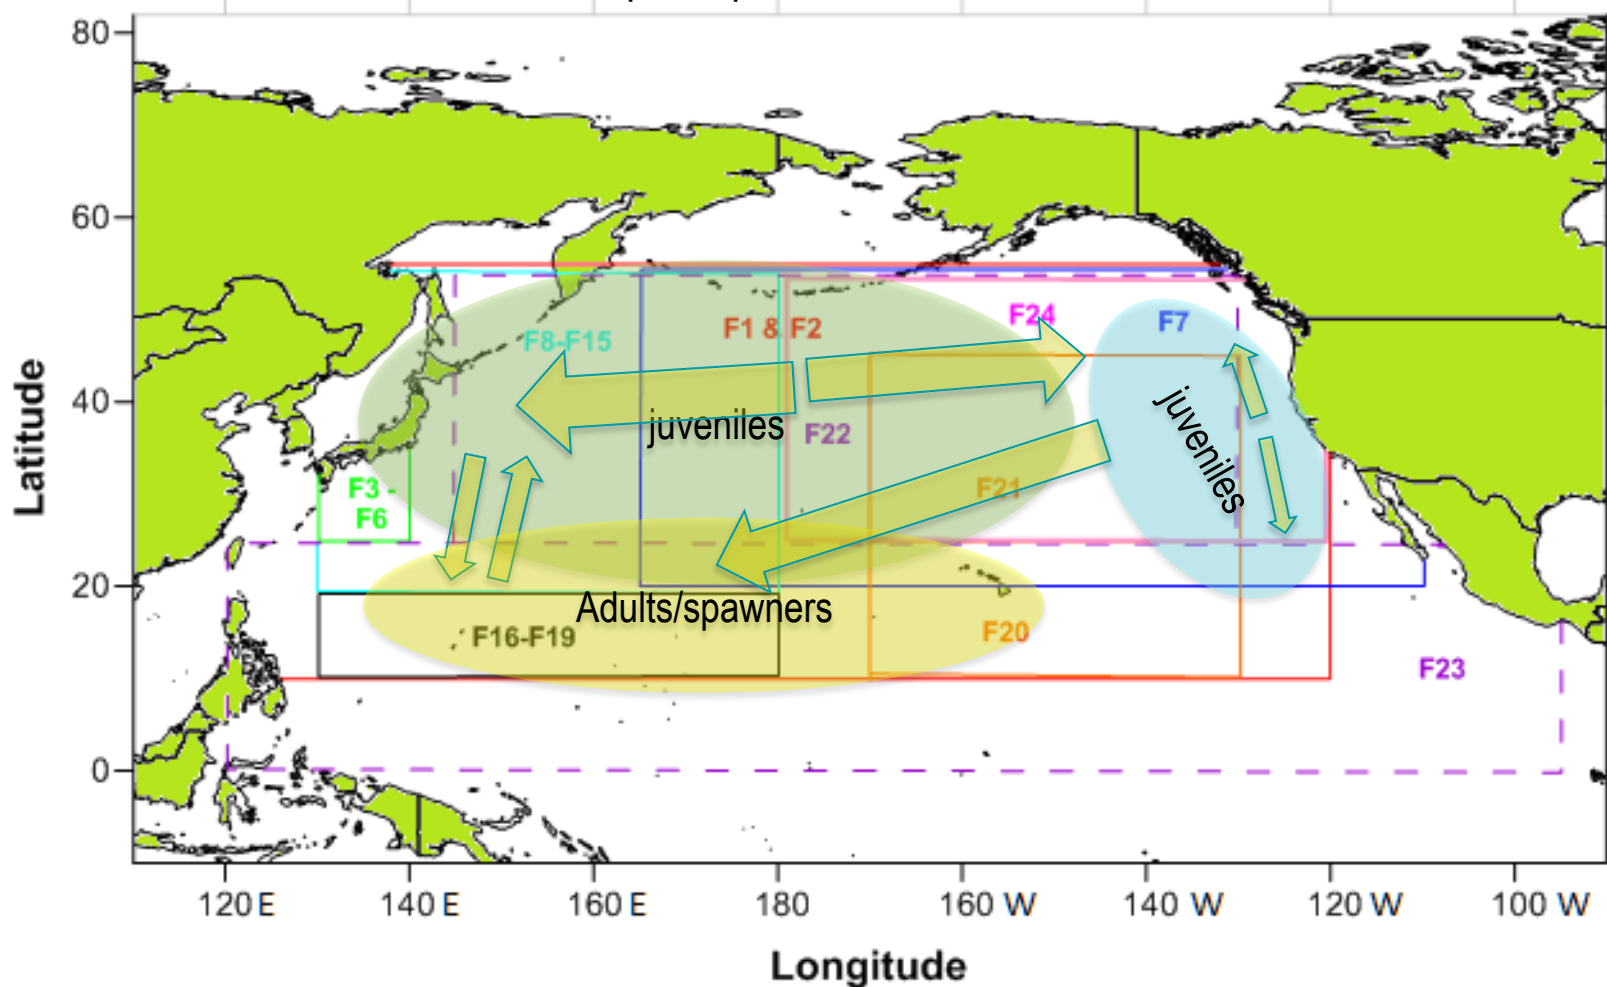 80
60
40
20
0
Latitude
F24
F7
F1 & F2
F8-F15
juveniles
F22
juveniles
F3 -
F6
F21
Adults/spawners
F16-F19
F20
F23
120 E
140 E
160 E
180
160 W
140 W
120 W
100 W
Longitude